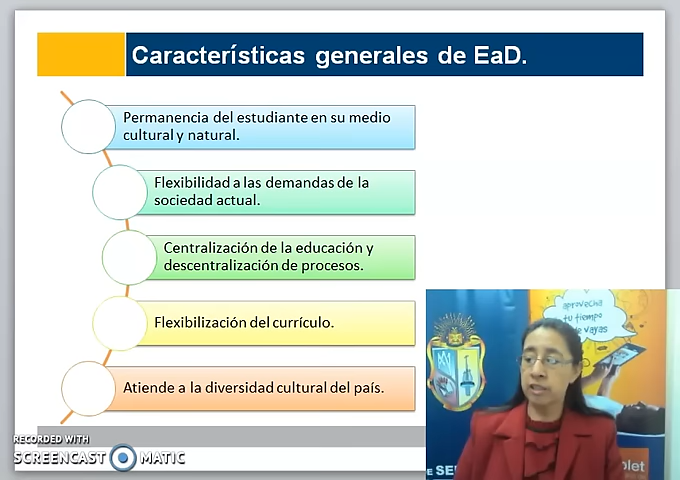 Características generales de EaD.
Permanencia del estudiante en su medio
cultural y natural.
Flexibilidad a las demandas de la
sociedad actual.
Centralización de la educación y
descentralización de procesos.
Flexibilización del currículo.
Atiende a la diversidad cultural del país.
aprovecha
tu tiempo
vayas
RECORDED WITH
SCREENCAST MATIC